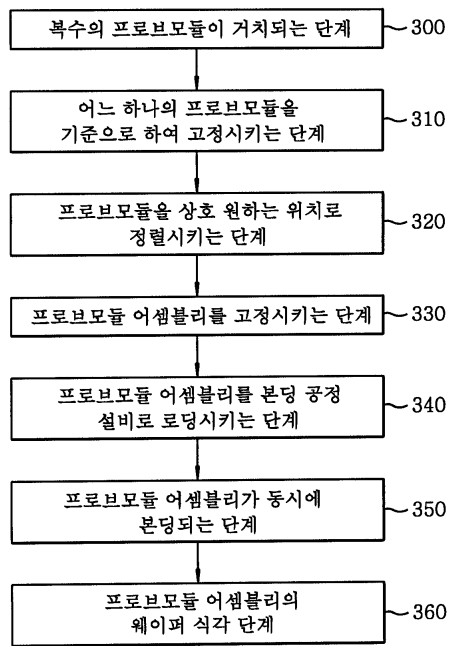 복수의 프로브모듈이 거치되는 단계
300
어느 하나의 프로브모듈을
기준으로 하여 고정시키는 단계
310
프로브모듈을 상호 원하는 위치로
정렬시키는 단계
320
프로브모듈 어셈블리를 고정시키는 단계
330
프로브모듈 어셈블리를 본딩 공정
설비로 로딩시키는 단계
340
프로브모듈 어셈블리가 동시에
본딩되는 단계
350
프로브모듈 어셈블리의
웨이퍼 식각 단계
360